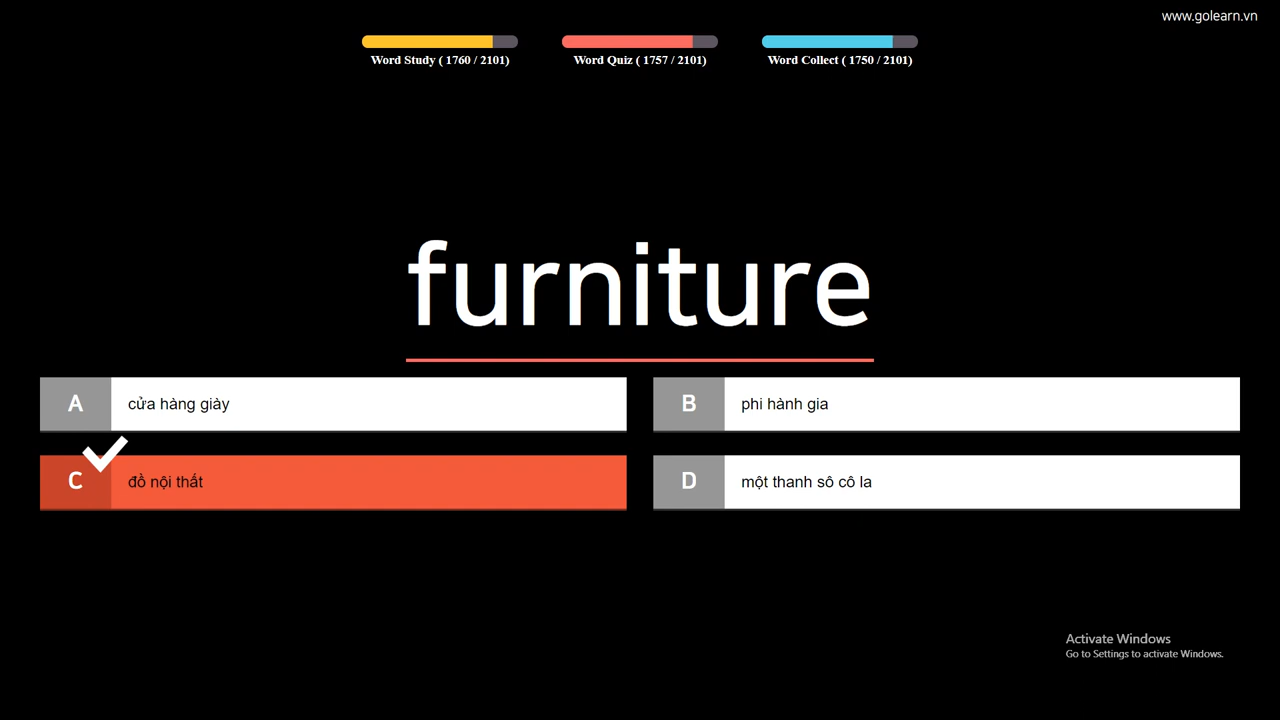 www.golearn.vn
Word Study ( 1760 / 2101)
Word Quiz ( 1757 / 2101)
Word Collect ( 1750 / 2101)
furniture
A cửa hàng giày
B phi hành gia
C đồ nội thất
D một thanh sô cô la
Activate Windows
Go to Settings to activate Windows.